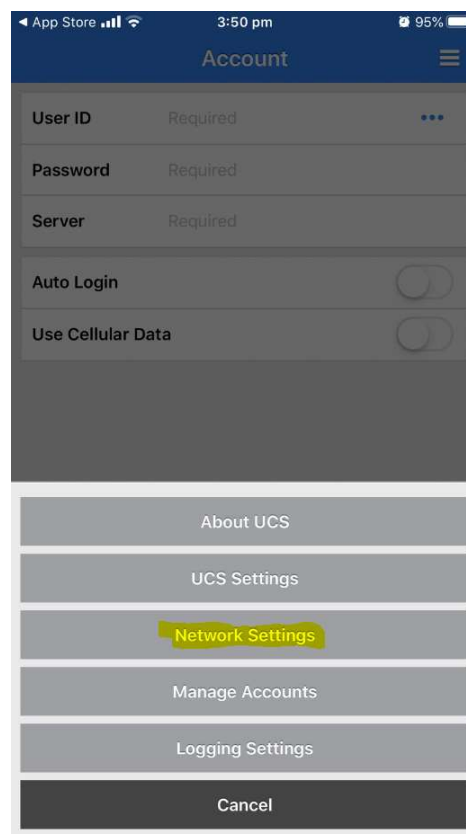 App Store 3:50 pm 95%
Account
User ID Required
Password Required
Server Required
Auto Login
Use Cellular Data
About UCS
UCS Settings
Network Settings
Manage Accounts
Logging Settings
Cancel